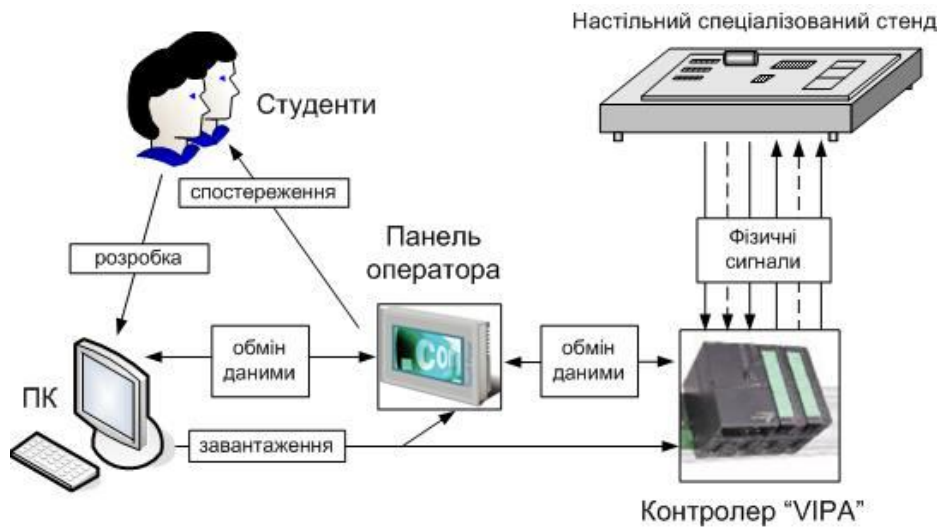 Настільний спеціалізований стенд
Студенти
спостереження
розробка
Панель
оператора
Фізичні
сигнали
обмін
даними
обмін
даними
ПК
завантаження
Контролер "VIPA"